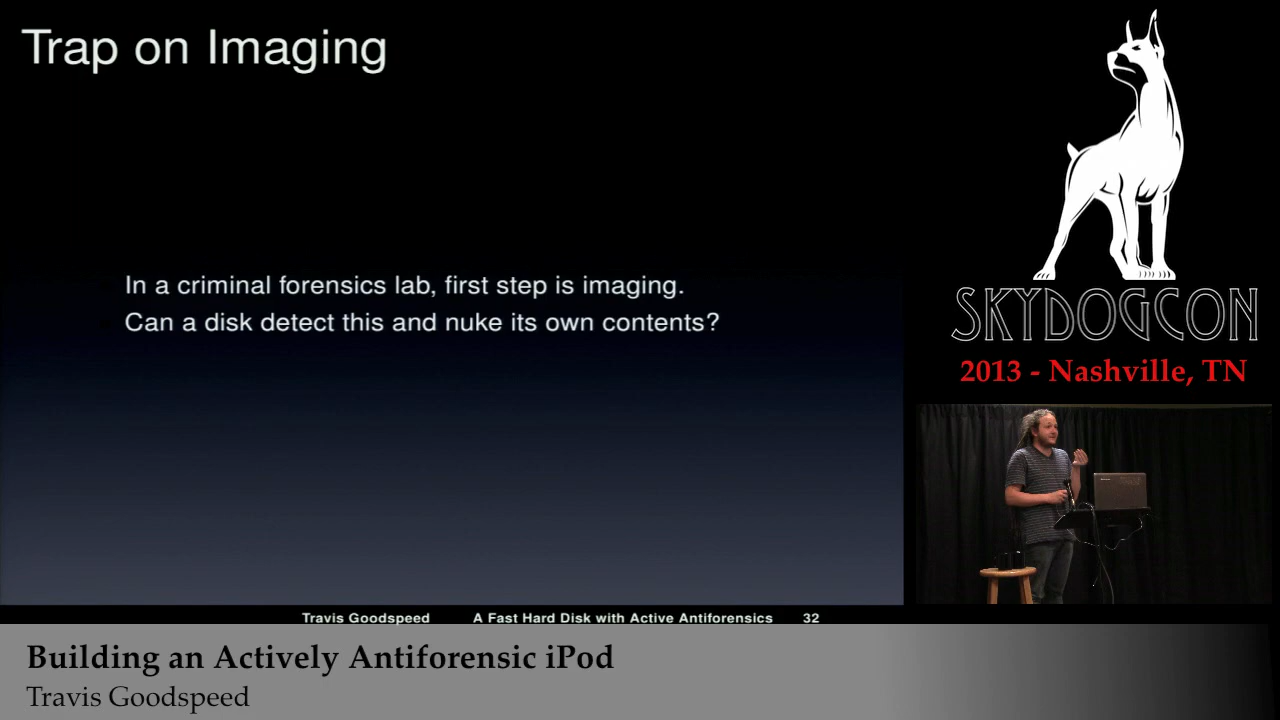 Trap on Imaging
In a criminal forensics lab, first step is imaging.
Can a disk detect this and nuke its own contents?
Travis Goodspeed A Fast Hard Disk with Active Antiforensics 32
SKYDOGCON
2013 - Nashville, TN
Building an Actively Antiforensic iPod
Travis Goodspeed